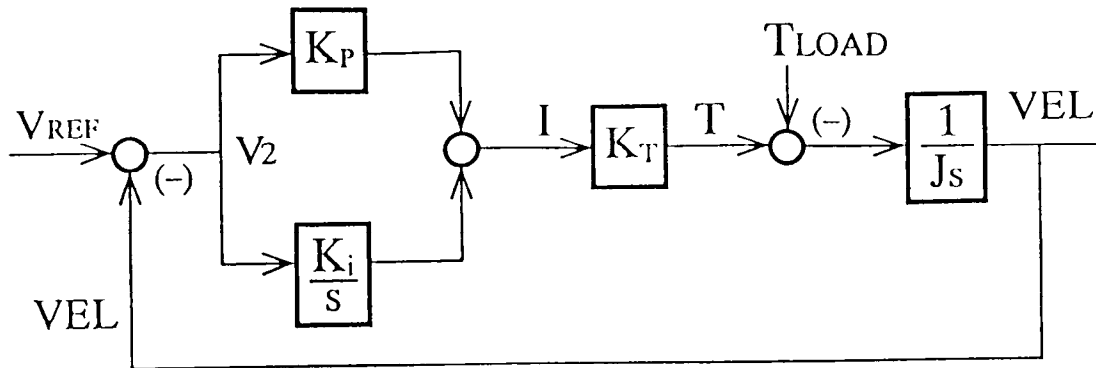 KP
TLOAD
VREF
(-)
V2
I
KT
T
(-)
1
Js
VEL
Ki
s
VEL